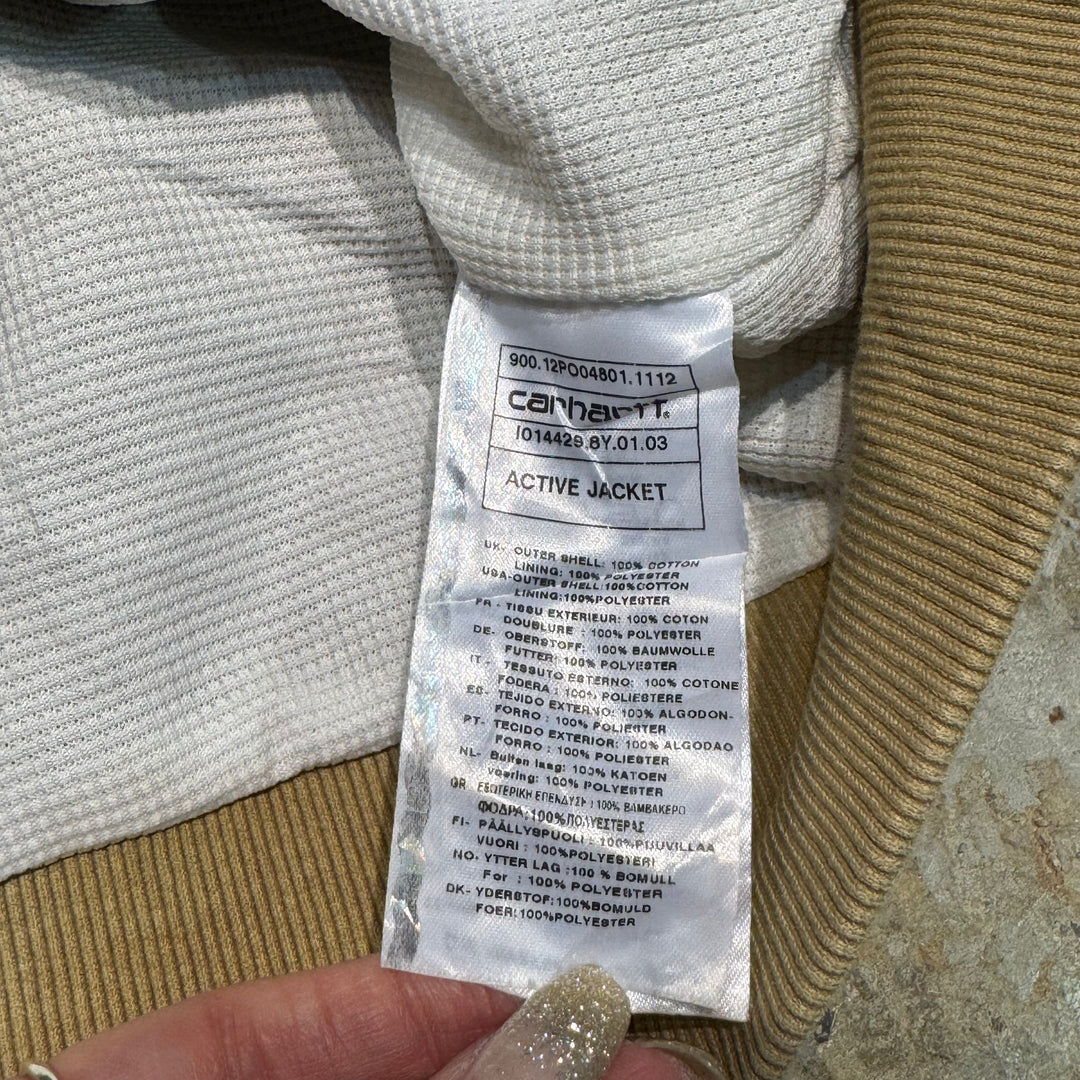 900.12PO04801.1112
carhartt®
I014429.8Y.01.03
ACTIVE JACKET
UK- OUTER SHELL: 100% COTTON
LINING: 100% POLYESTER
USA-OUTER SHELL:100%COTTON
LINING:100%POLYESTER
FR - TISSU EXTERIEUR: 100% COTON
DOUBLURE : 100% POLYESTER
DE- OBERSTOFF: 100% BAUMWOLLE
FUTTER: 100% POLYESTER
IT - TESSUTO ESTERNO: 100% COTONE
FODERA : 100% POLIESTERE
ES- TEJIDO EXTERNO: 100% ALGODON-
FORRO : 100% POLIESTER
PT- TECIDO EXTERIOR: 100% ALGODAO
FORRO : 100% POLIESTER
NL- Buiten laag: 100% KATOEN
voering: 100% POLYESTER
GR ΕΞΩΤΕΡΙΚΗ ΕΠΕΝΔΥΣΗ : 100% ΒΑΜΒΑΚΕΡΟ
ΦΟΔΡΑ:100%ΠΟΛΥΕΣΤΕΡΑΣ
FI- PÄÄLLYSPUOLI : 100%PUUVILLAA
VUORI : 100%POLYESTERI
NO- YTTER LAG :100 % BOMULL
For : 100% POLYESTER
DK- YDERSTOF:100%BOMULD
FOER:100%POLYESTER